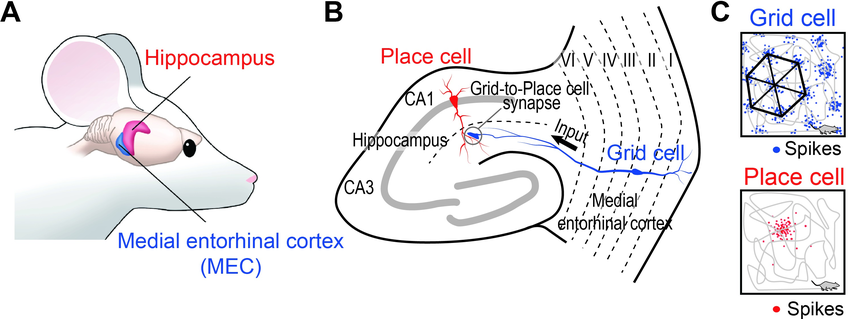 A
Hippocampus
Medial entorhinal cortex
(MEC)
B
Place cell
CA1
Grid-to-Place cell
synapse
Hippocampus
Input
Grid cell
CA3
Medial
entorhinal cortex
VI V IV III II I
C
Grid cell
Spikes
Place cell
Spikes